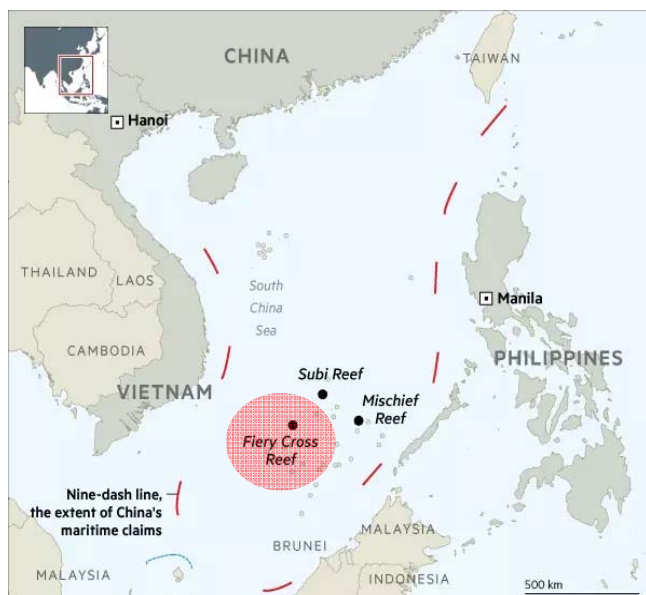 CHINA
TAIWAN
Hanoi
THAILAND
LAOS
South
China
Sea
Manila
CAMBODIA
VIETNAM
PHILIPPINES
Subi Reef
Mischief
Reef
Fiery Cross
Reef
Nine-dash line,
the extent of China's
maritime claims
BRUNEI
MALAYSIA
MALAYSIA
INDONESIA
500 km